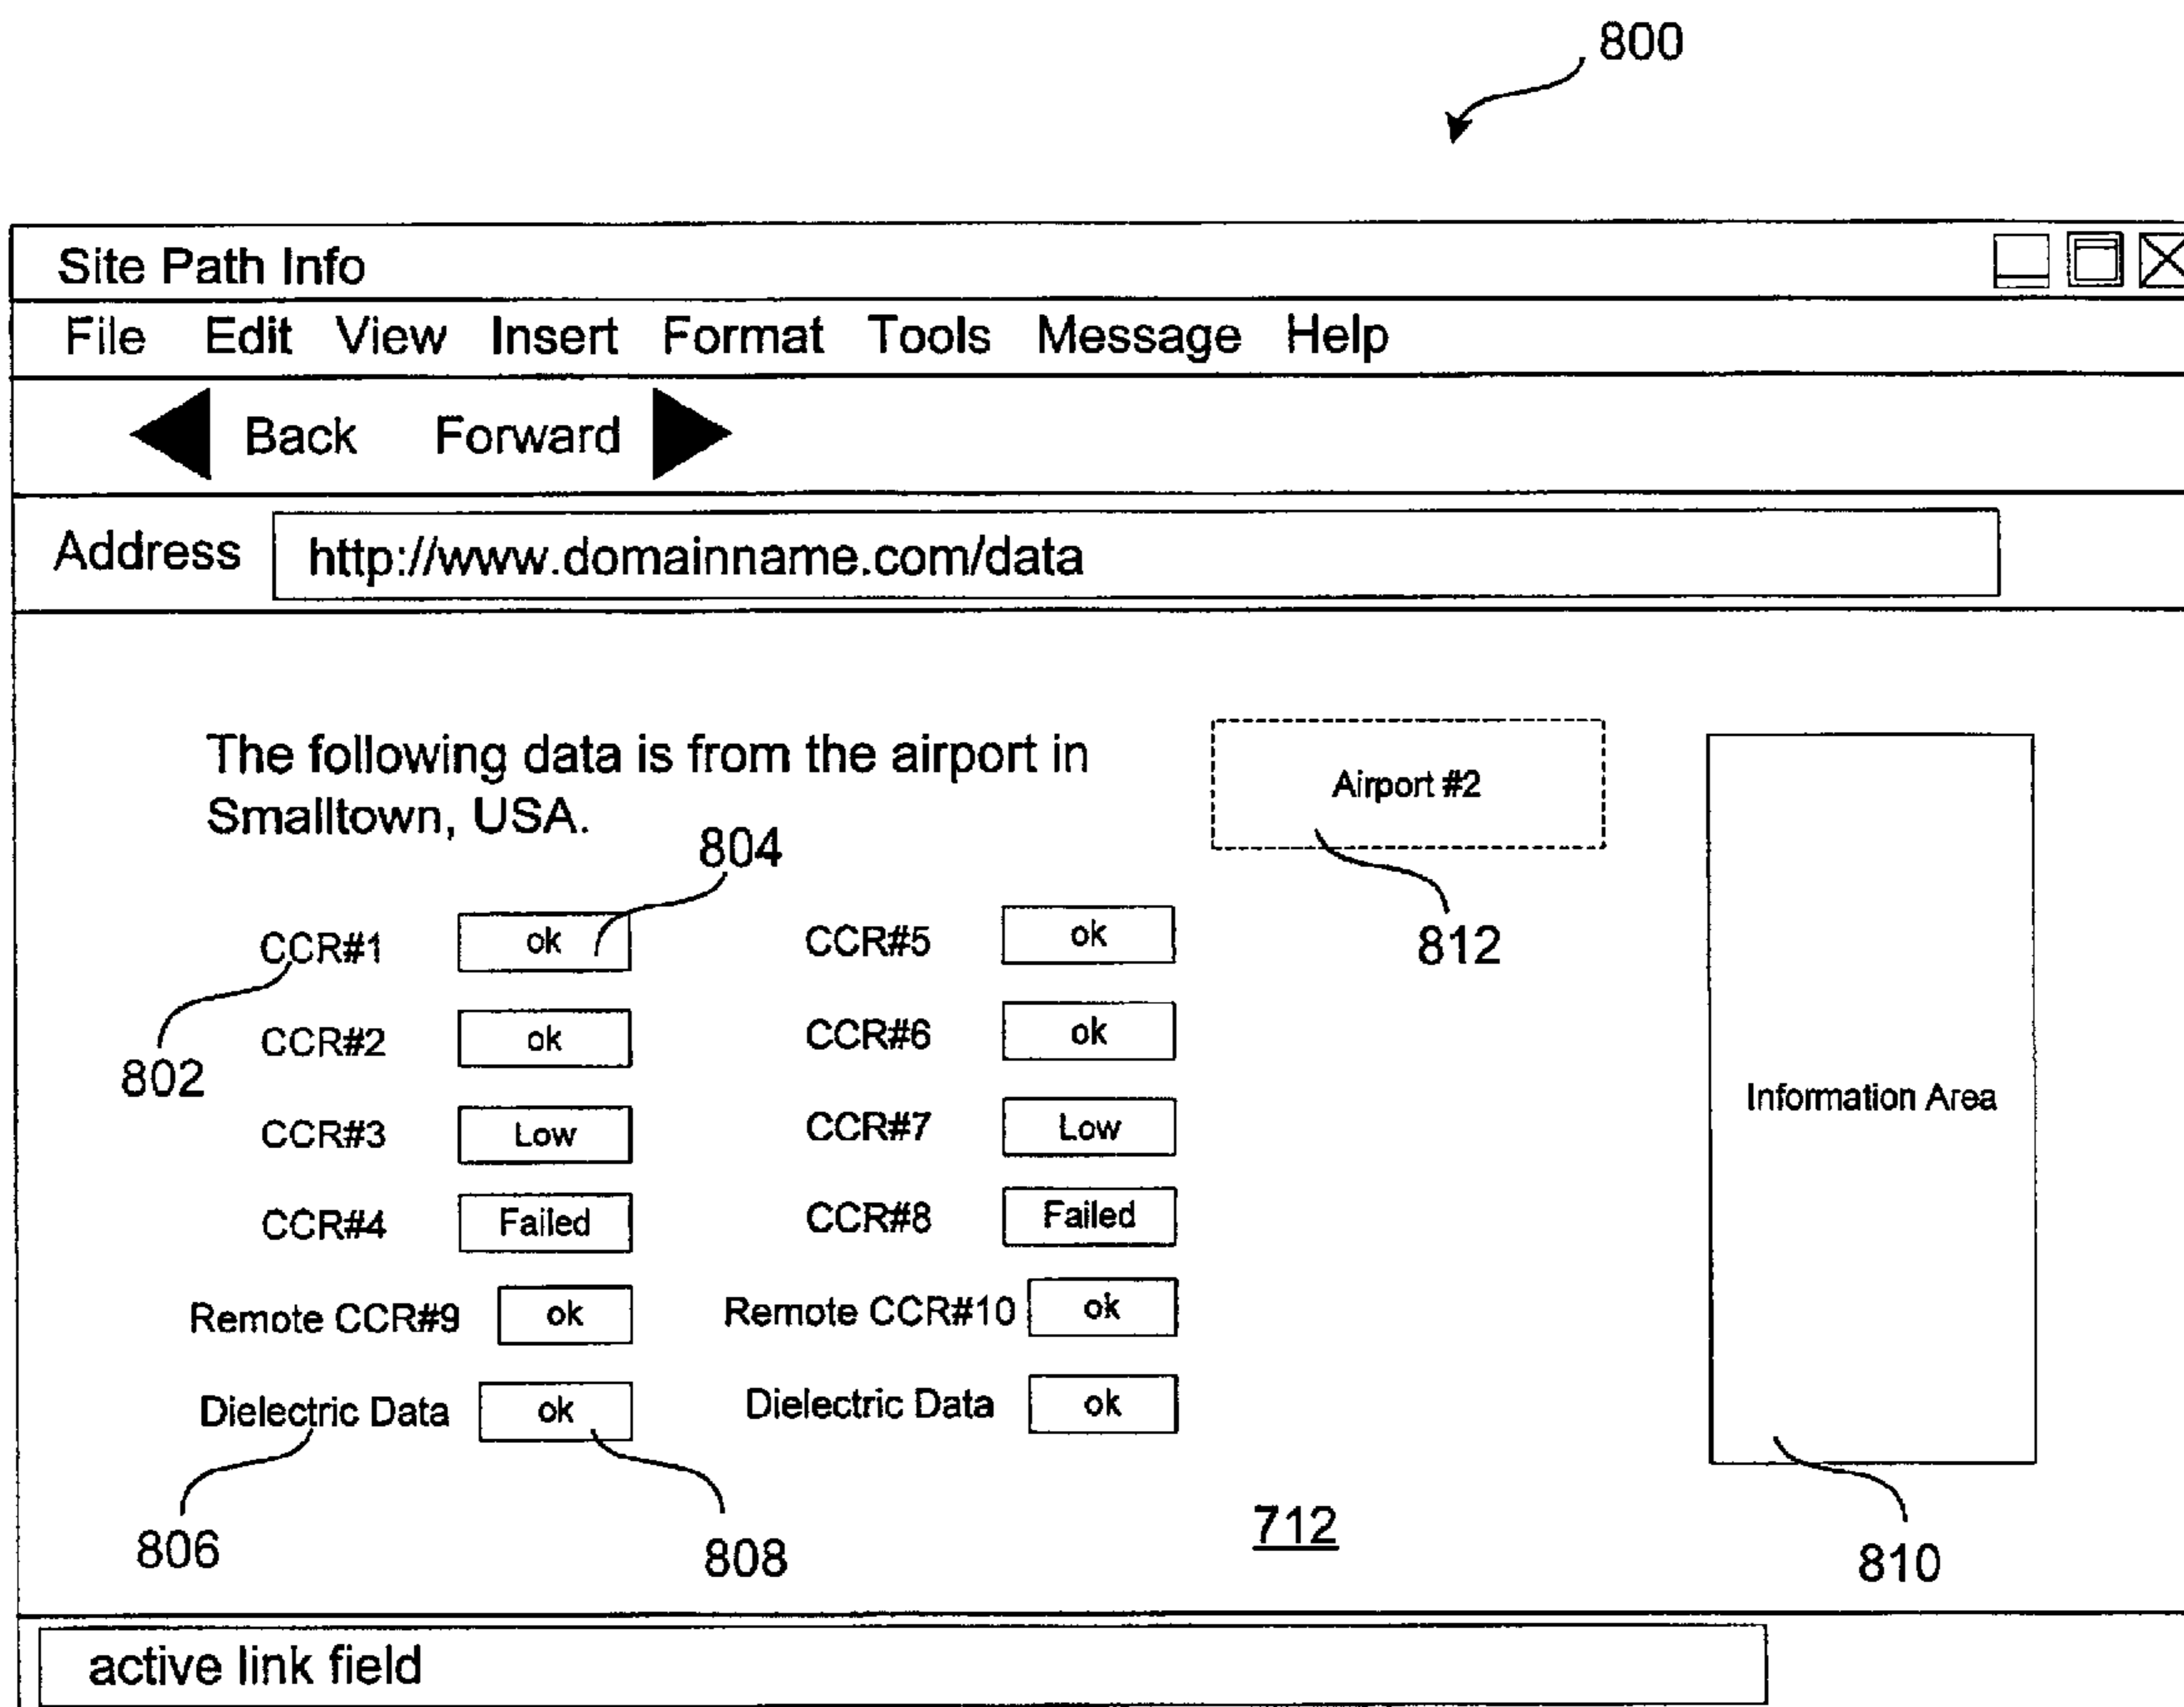 800
Site Path Info
File Edit View Insert Format Tools Message Help
Back Forward
Address http://www.domainname.com/data
The following data is from the airport in
Smalltown, USA.
Airport #2
804
812
CCR#1 ok CCR#5 ok
802
CCR#2 ok CCR#6 ok
Information Area
CCR#3 Low CCR#7 Low
CCR#4 Failed CCR#8 Failed
Remote CCR#9 ok Remote CCR#10 ok
Dielectric Data ok Dielectric Data ok
806 808 712 810
active link field